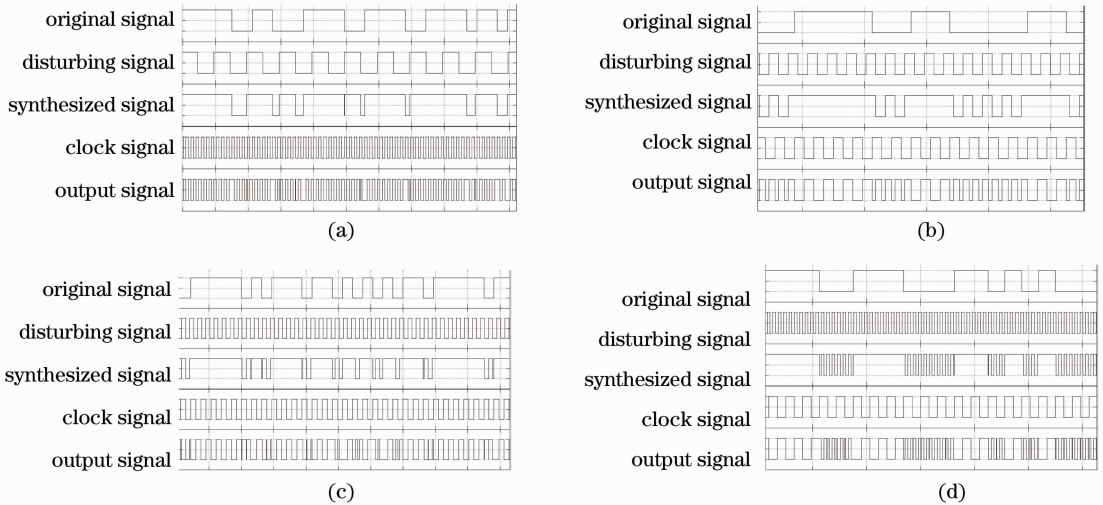 original signal
disturbing signal
synthesized signal
clock signal
output signal
(a)
original signal
disturbing signal
synthesized signal
clock signal
output signal
(b)
original signal
disturbing signal
synthesized signal
clock signal
output signal
(c)
original signal
disturbing signal
synthesized signal
clock signal
output signal
(d)